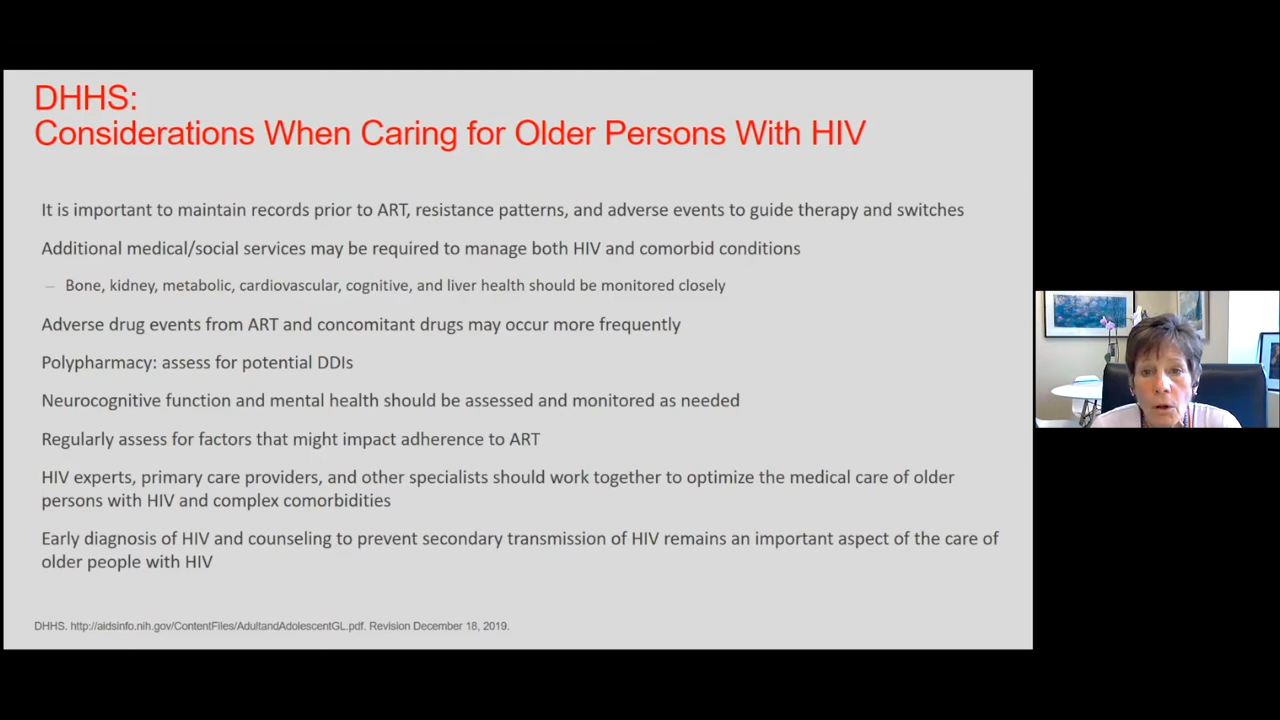 DHHS:
Considerations When Caring for Older Persons With HIV
It is important to maintain records prior to ART, resistance patterns, and adverse events to guide therapy and switches
Additional medical/social services may be required to manage both HIV and comorbid conditions
– Bone, kidney, metabolic, cardiovascular, cognitive, and liver health should be monitored closely
Adverse drug events from ART and concomitant drugs may occur more frequently
Polypharmacy: assess for potential DDIs
Neurocognitive function and mental health should be assessed and monitored as needed
Regularly assess for factors that might impact adherence to ART
HIV experts, primary care providers, and other specialists should work together to optimize the medical care of older
persons with HIV and complex comorbidities
Early diagnosis of HIV and counseling to prevent secondary transmission of HIV remains an important aspect of the care of
older people with HIV
DHHS. http://aidsinfo.nih.gov/ContentFiles/AdultandAdolescentGL.pdf. Revision December 18, 2019.